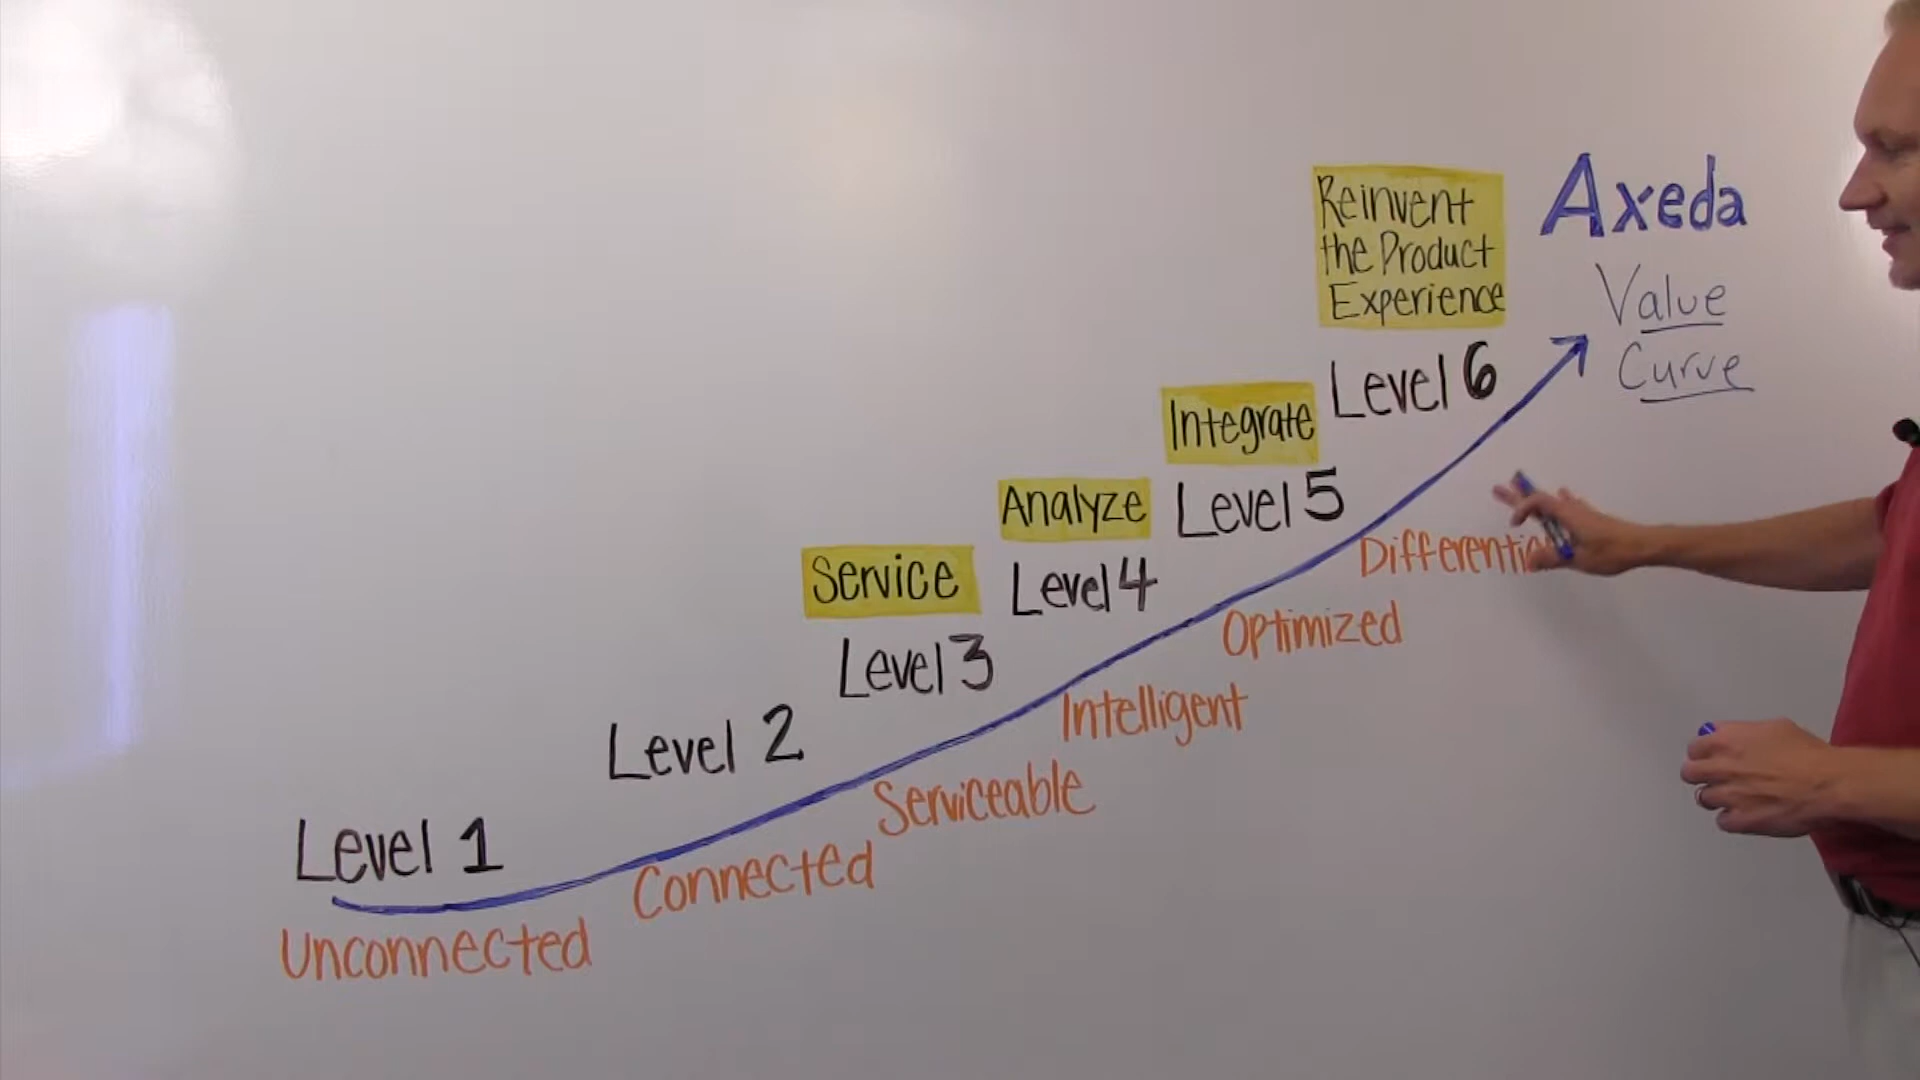 Axeda
Value
Curve
Reinvent
the Product
Experience
Level 6
Integrate
Level 5
Analyze
Level 4
Service
Level 3
Level 2
Level 1
Unconnected
Connected
Serviceable
Intelligent
Optimized